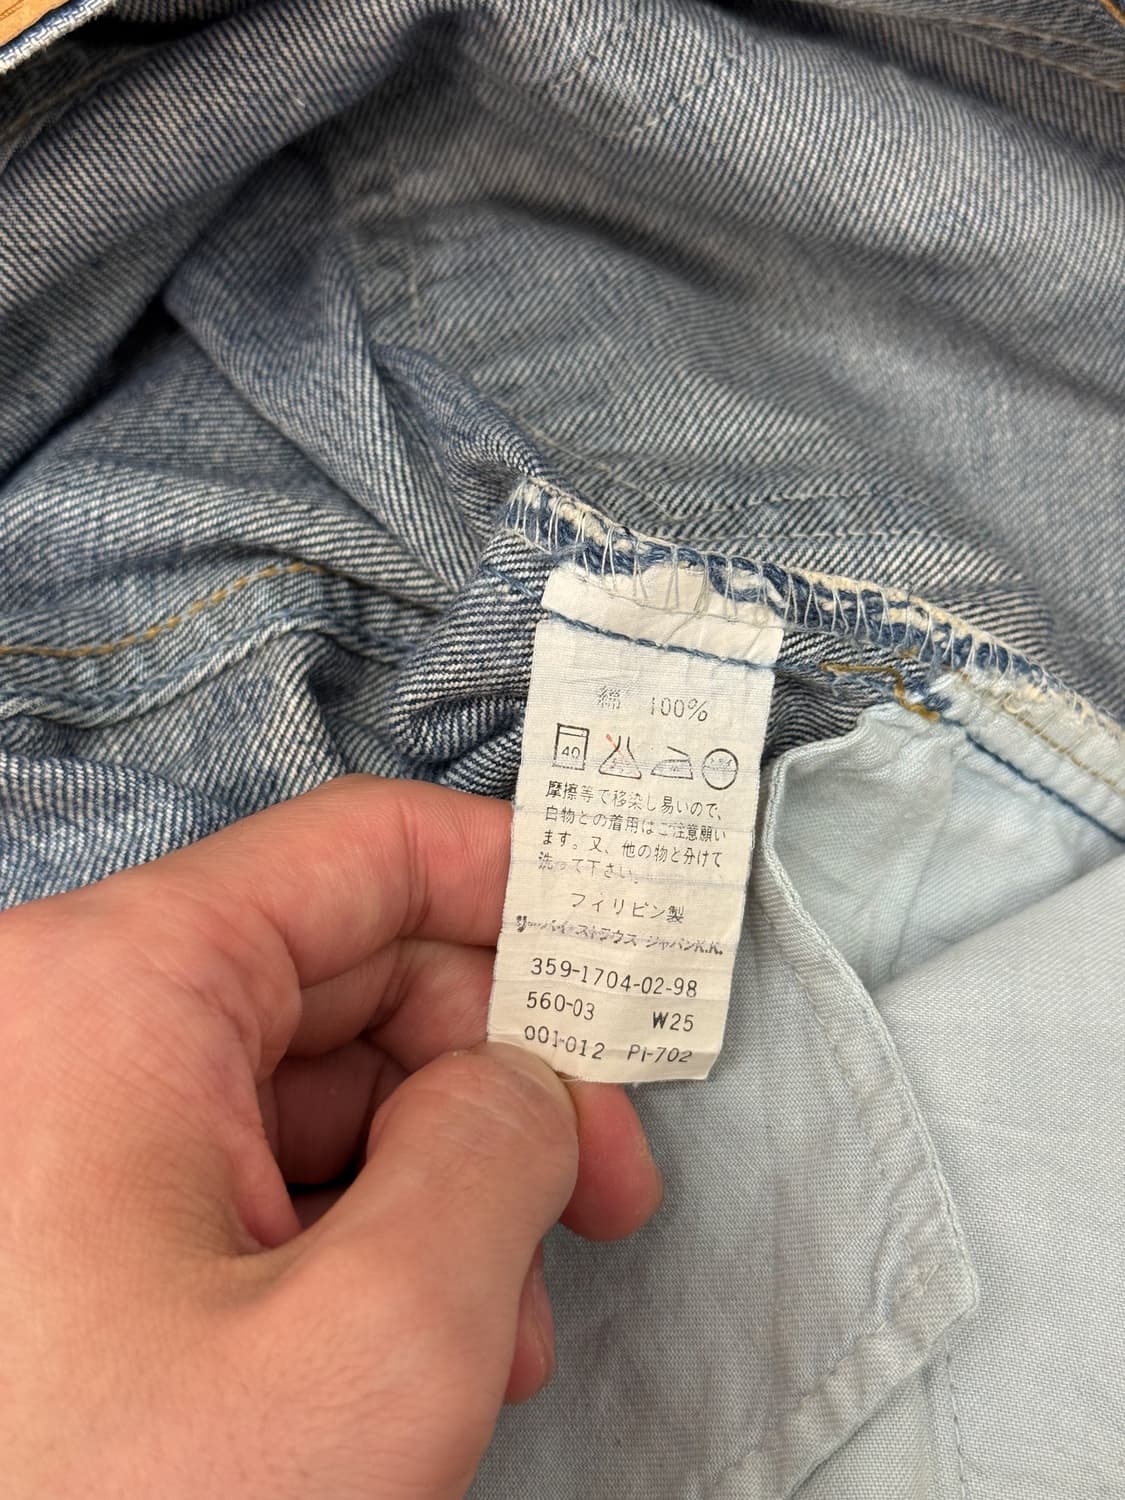 綿 100%
40
摩擦等で移染し易いので、
白物との着用はご注意願い
ます。又、他の物と分けて
洗って下さい。
フィリピン製
リーバイ・ストラウス ジャパンK.K.
359-1704-02-98
560-03 W25
001-012 PI-702